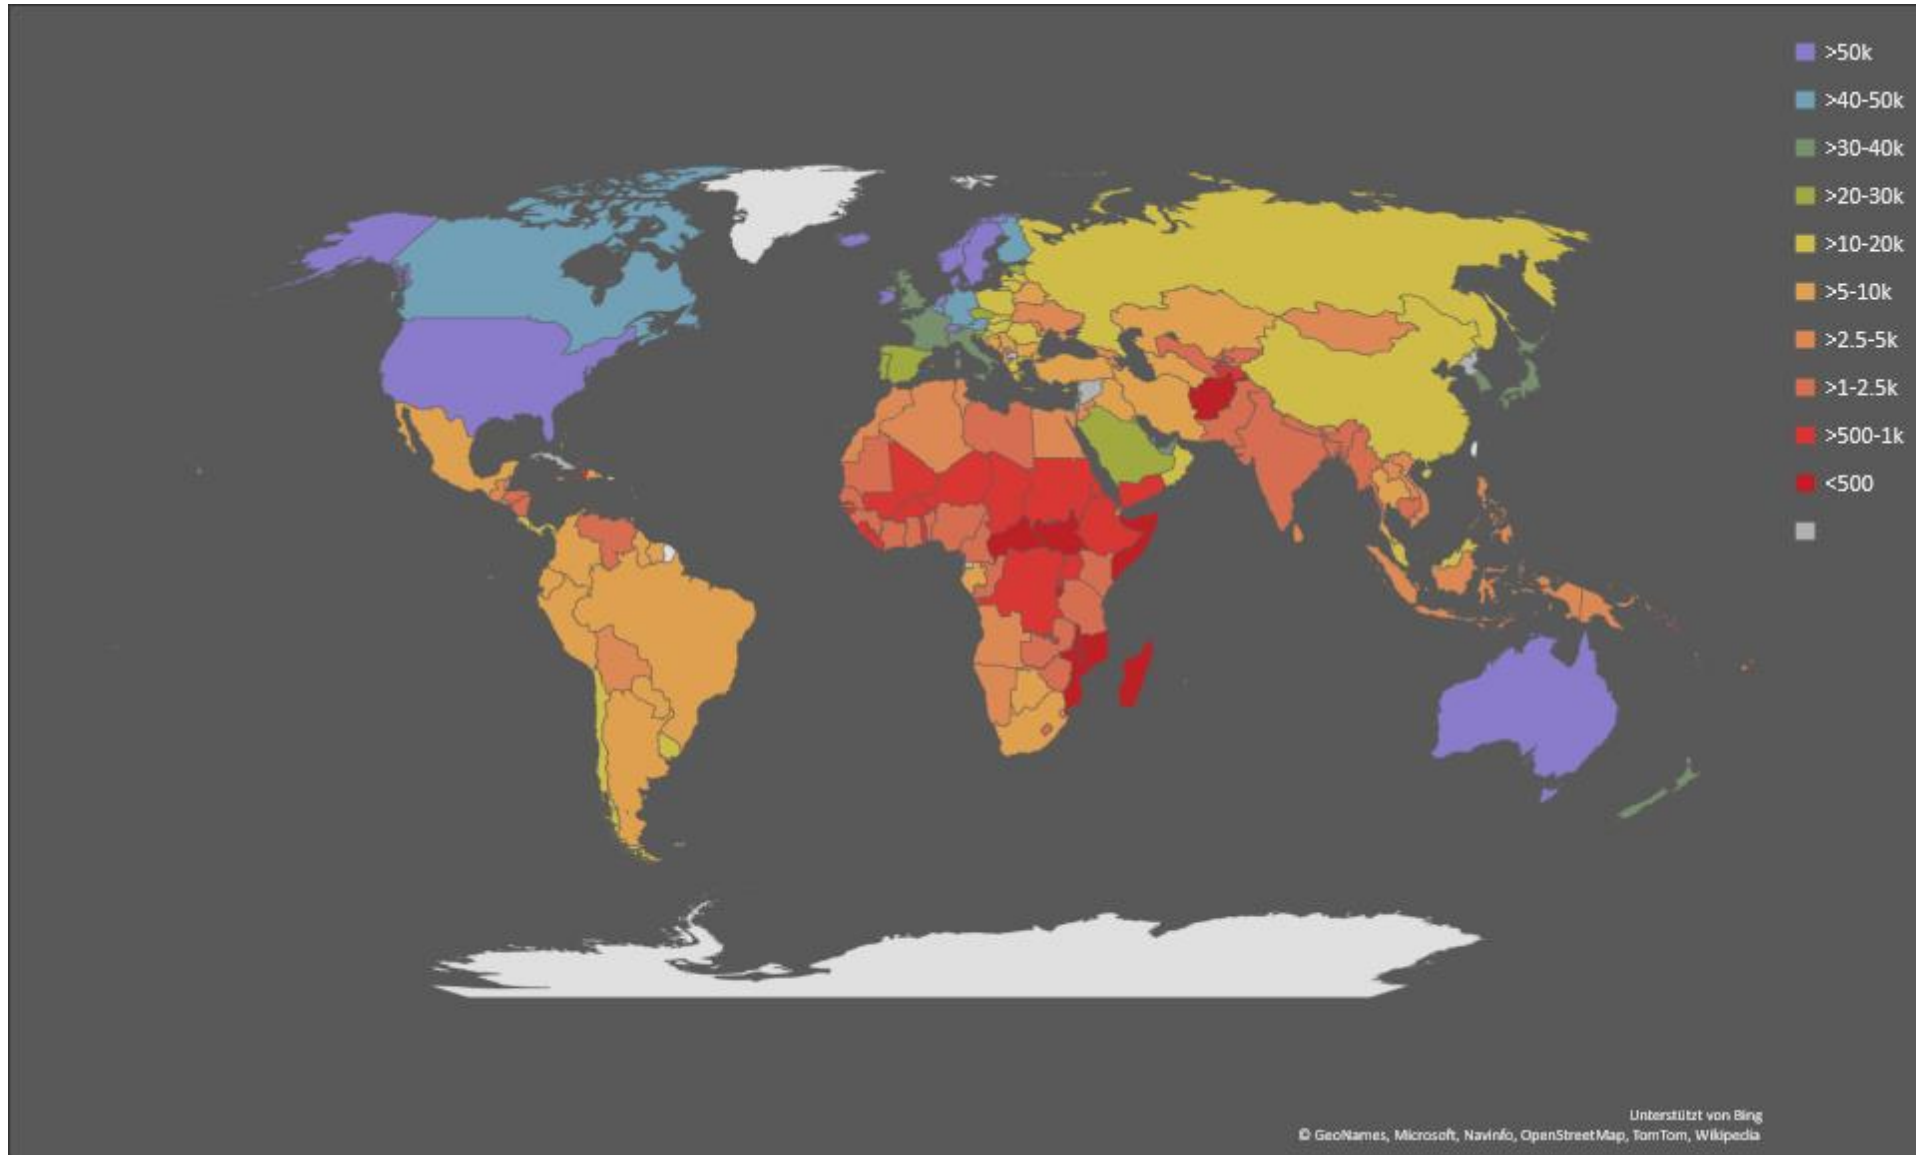 >50k
>40-50k
>30-40k
>20-30k
>10-20k
>5-10k
>2.5-5k
>1-2.5k
>500-1k
<500
Unterstützt von Bing
© GeoNames, Microsoft, Navinfo, OpenStreetMap, TomTom, Wikipedia